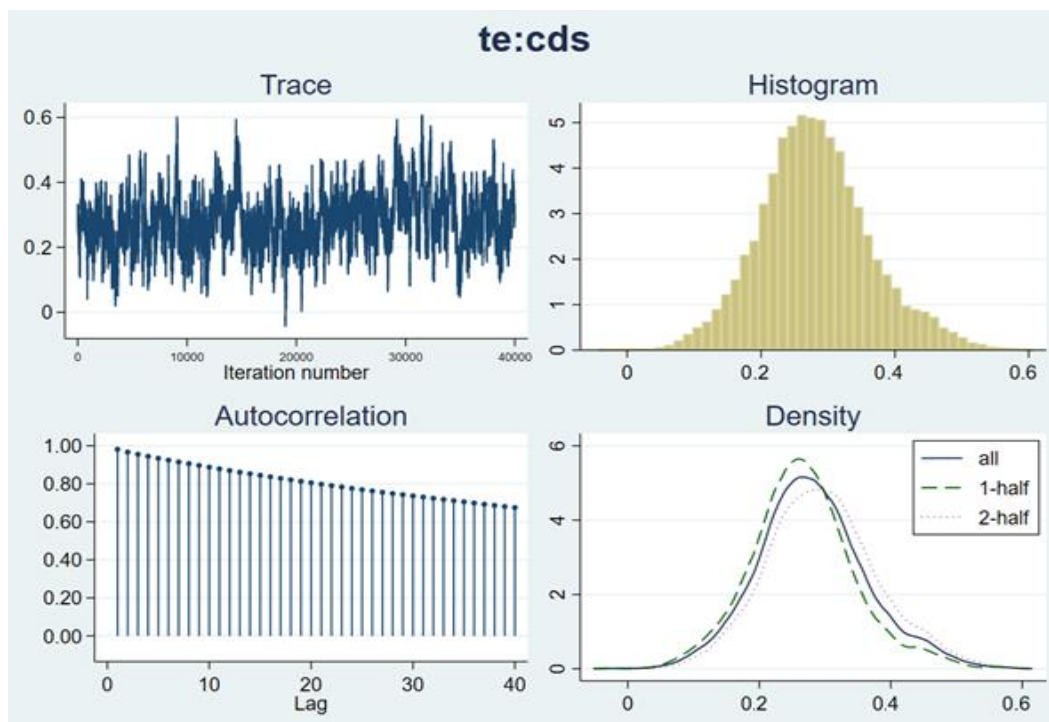 te:cds
Trace
0.6
0.4
0.2
0
0 10000 20000 30000 40000
Iteration number
Histogram
5
4
3
2
1
0
0 0.2 0.4 0.6
Autocorrelation
1.00
0.80
0.60
0.40
0.20
0.00
0 10 20 30 40
Lag
Density
6
4
2
0
all
1-half
2-half
0 0.2 0.4 0.6